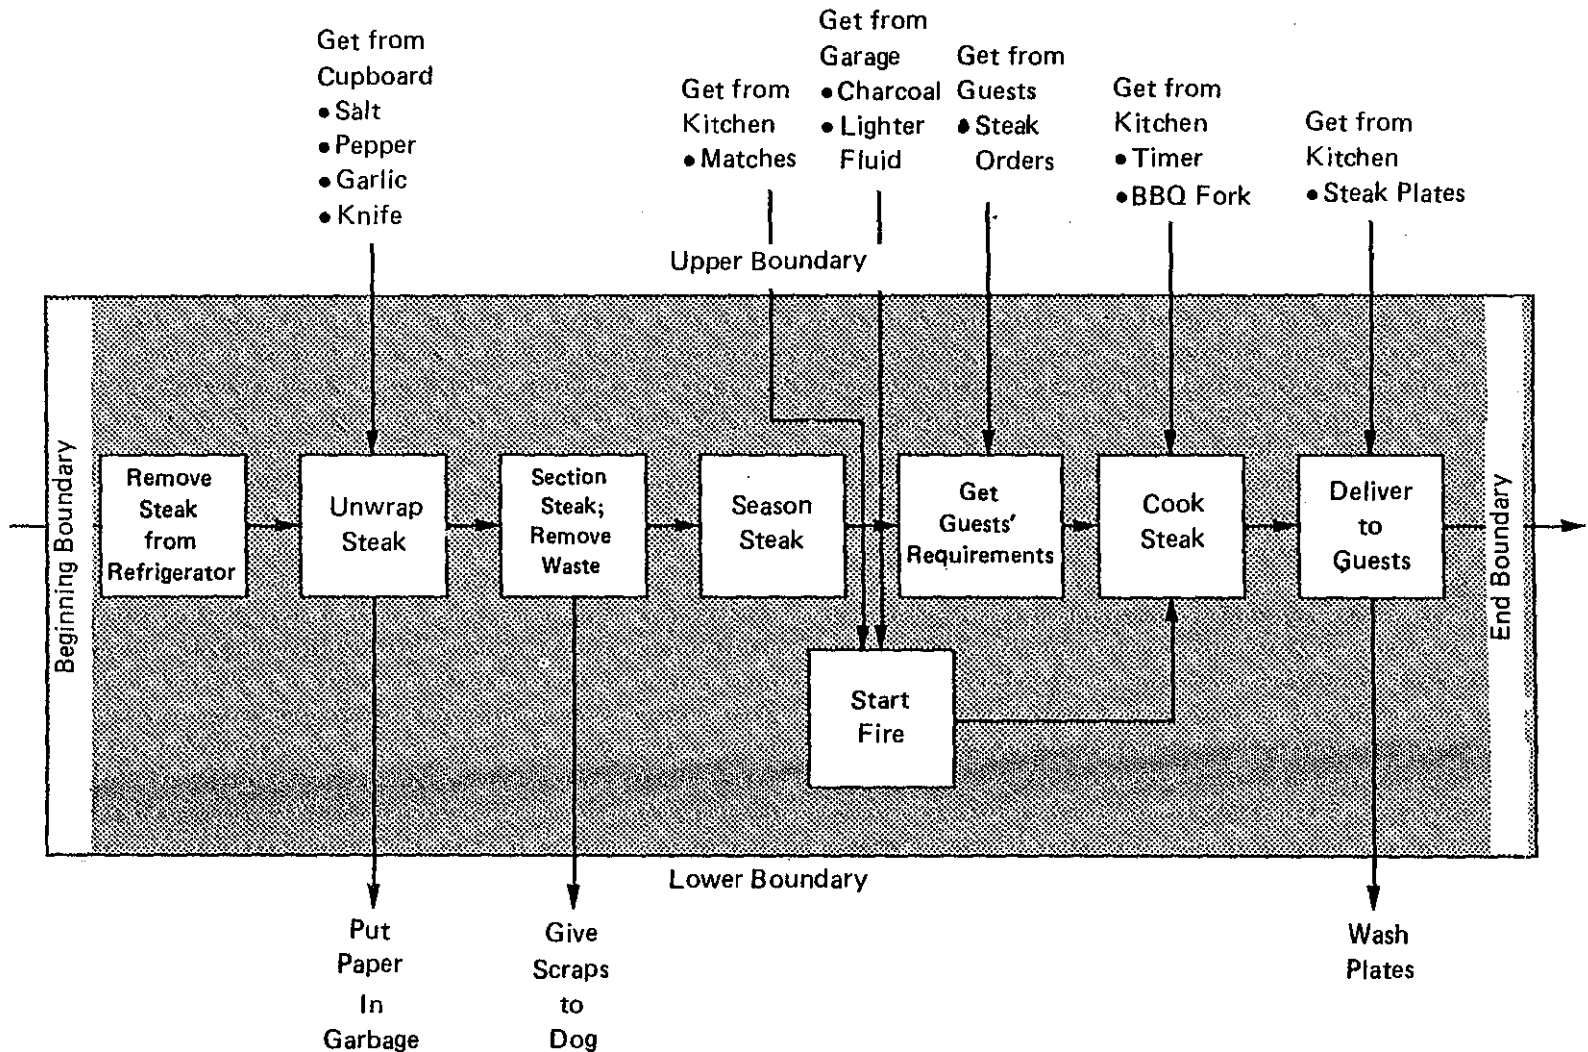 Get from
Cupboard
• Salt
• Pepper
• Garlic
• Knife
Get from
Kitchen
• Matches
Get from
Garage
• Charcoal
• Lighter
Fluid
Get from
Guests
• Steak
Orders
Get from
Kitchen
• Timer
• BBQ Fork
Get from
Kitchen
• Steak Plates
Upper Boundary
Beginning Boundary
Remove
Steak
from
Refrigerator
Unwrap
Steak
Section
Steak;
Remove
Waste
Season
Steak
Get
Guests'
Requirements
Cook
Steak
Deliver
to
Guests
End Boundary
Start
Fire
Lower Boundary
Put
Paper
In
Garbage
Give
Scraps
to
Dog
Wash
Plates